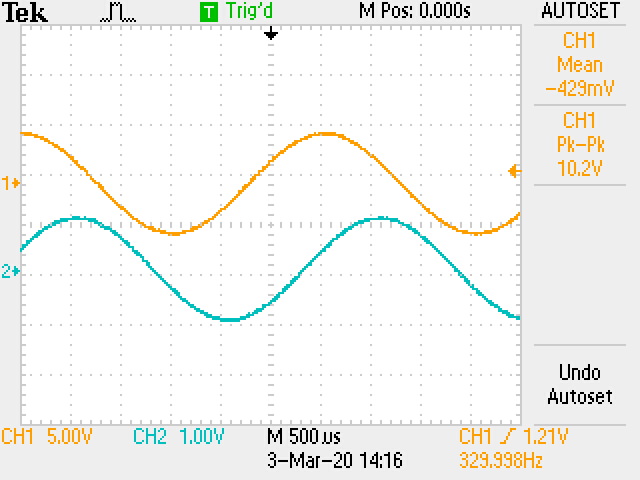 Tek T Trig'd M Pos: 0.000s AUTOSET
CH1
Mean
-429mV
CH1
Pk-Pk
10.2V
1
2
Undo
Autoset
CH1 5.00V CH2 1.00V M 500µs CH1 1.21V
3-Mar-20 14:16 329.998Hz